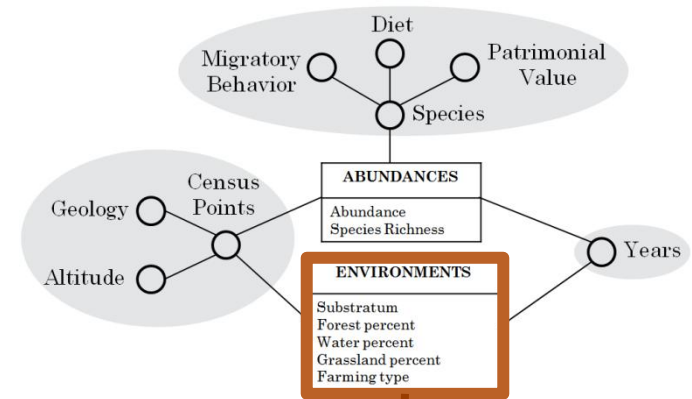 Diet
Migratory
Behavior
Patrimonial
Value
Species
ABUNDANCES
Abundance
Species Richness
Census
Points
Geology
Altitude
Years
ENVIRONMENTS
Substratum
Forest percent
Water percent
Grassland percent
Farming type